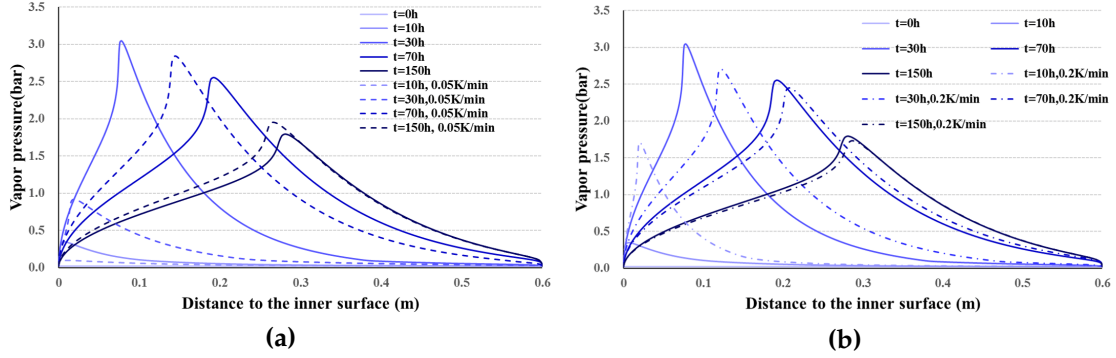 3.5
3.0
2.5
2.0
1.5
1.0
0.5
0.0
Vapor pressure(bar)
t=0h
t=10h
t=30h
t=70h
t=150h
t=10h, 0.05K/min
t=30h,0.05K/min
t=70h, 0.05K/min
t=150h, 0.05K/min
0 0.1 0.2 0.3 0.4 0.5 0.6
Distance to the inner surface (m)
(a)
3.5
3.0
2.5
2.0
1.5
1.0
0.5
0.0
Vapor pressure(bar)
t=0h t=10h
t=30h t=70h
t=150h t=10h,0.2K/min
t=30h,0.2K/min t=70h,0.2K/min
t=150h,0.2K/min
0 0.1 0.2 0.3 0.4 0.5 0.6
Distance to the inner surface (m)
(b)